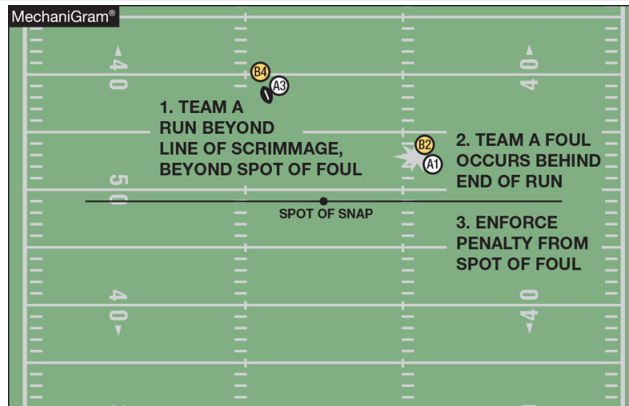 MechaniGram®
40
40
B4
A3
1. TEAM A
RUN BEYOND
LINE OF SCRIMMAGE,
BEYOND SPOT OF FOUL
B2
A1
2. TEAM A FOUL
OCCURS BEHIND
END OF RUN
50
SPOT OF SNAP
3. ENFORCE
PENALTY FROM
SPOT OF FOUL
40
40